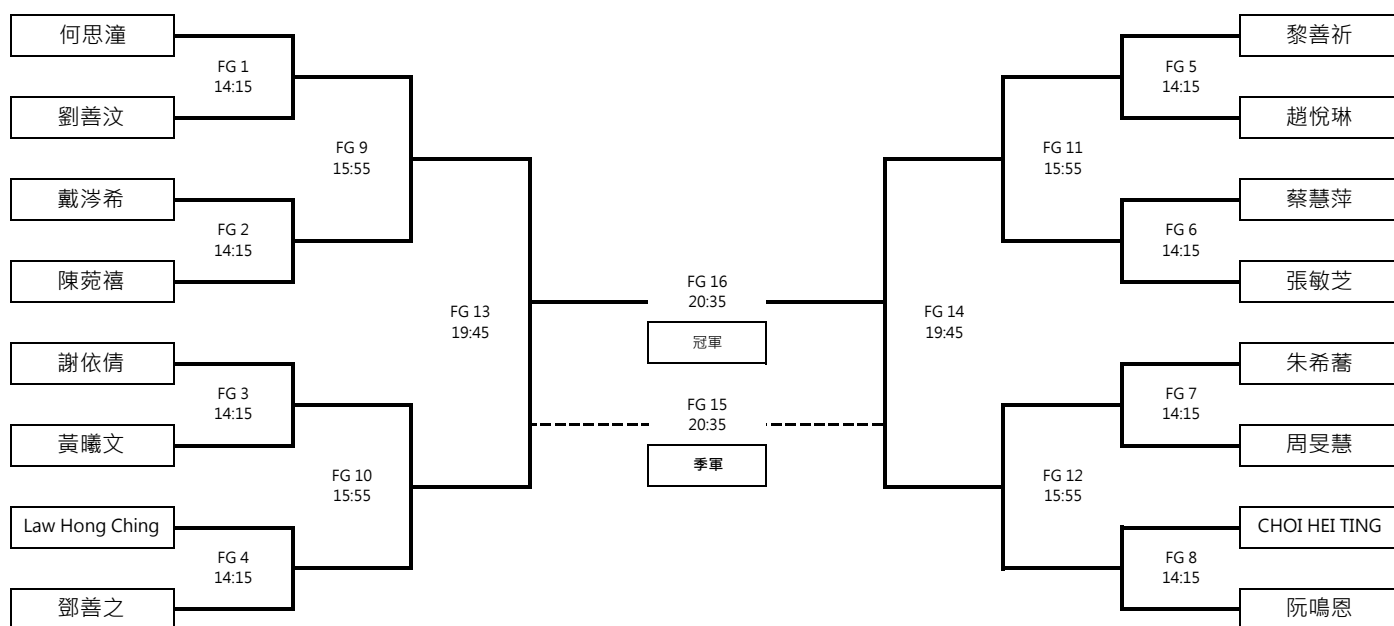 何思潼
FG 1
14:15
劉善汶
FG 9
15:55
戴涔希
FG 2
14:15
陳菀禧
FG 13
19:45
謝依倩
FG 3
14:15
黃曦文
FG 10
15:55
Law Hong Ching
FG 4
14:15
鄧善之
FG 16
20:35
冠軍
FG 15
20:35
季軍
黎善祈
FG 5
14:15
趙悅琳
FG 11
15:55
蔡慧萍
FG 6
14:15
張敏芝
FG 14
19:45
朱希蕎
FG 7
14:15
周旻慧
FG 12
15:55
CHOI HEI TING
FG 8
14:15
阮鳴恩